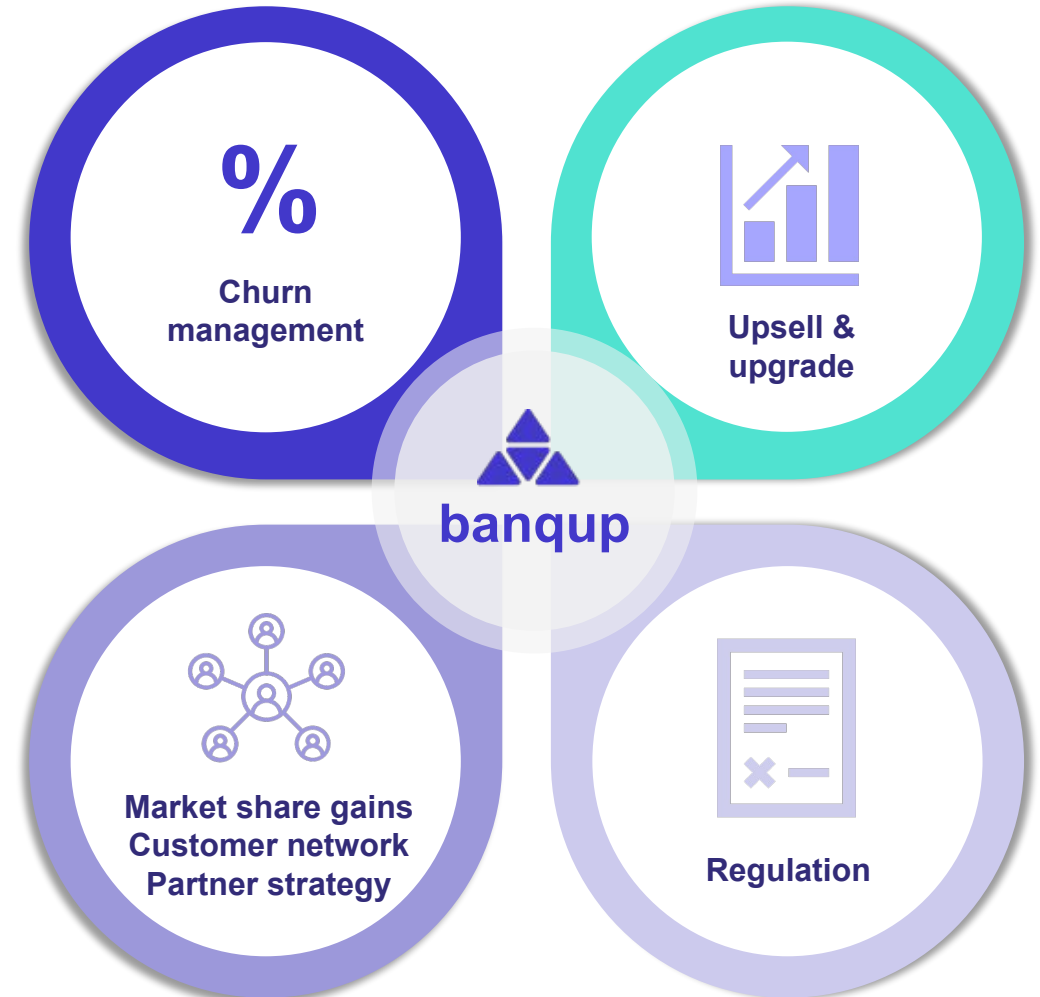 %
Churn
management
Upsell &
upgrade
banqup
Market share gains
Customer network
Partner strategy
Regulation